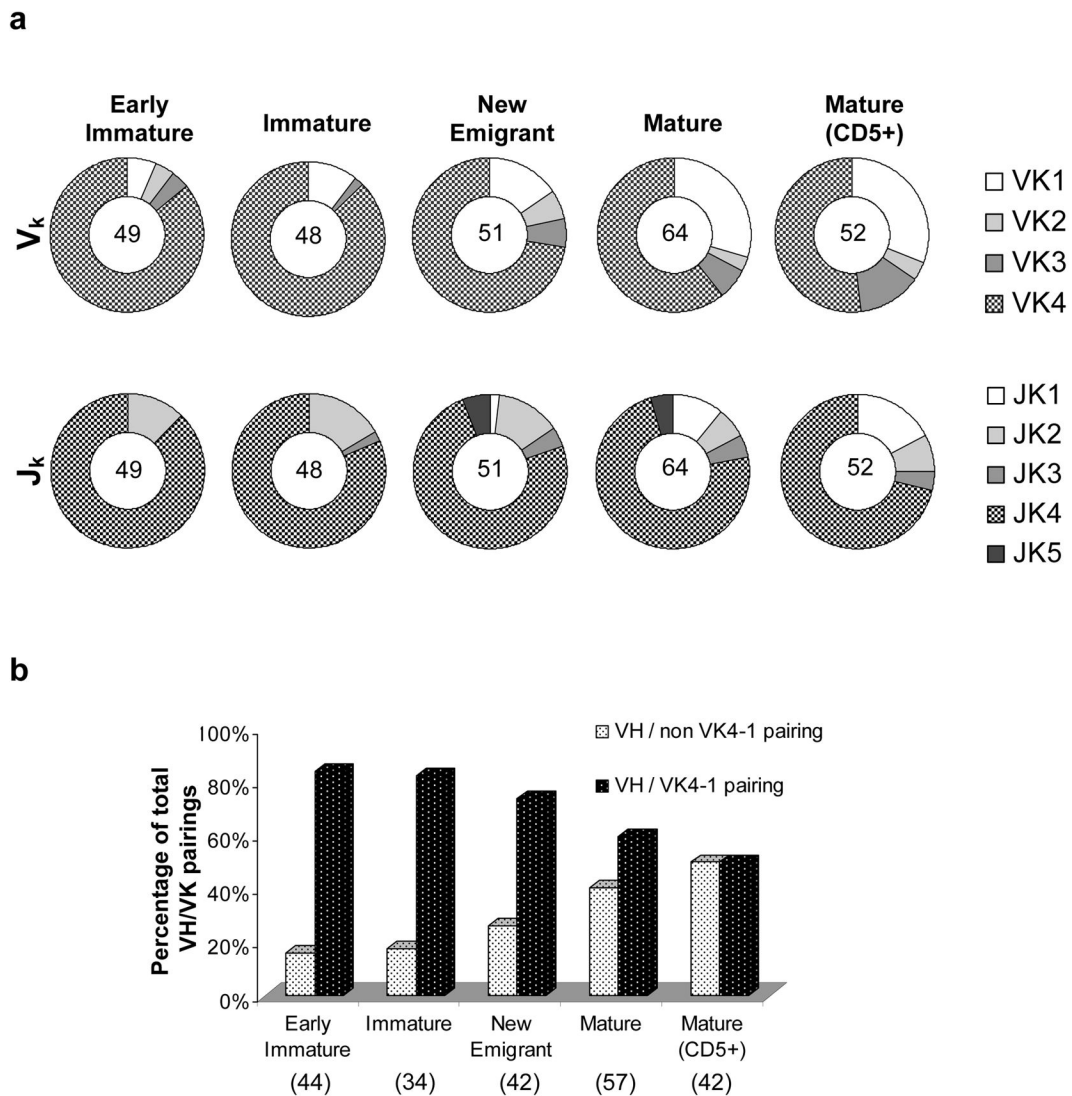 a
Early
Immature
Immature
New
Emigrant
Mature
Mature
(CD5+)
Vk
49
48
51
64
52
VK1
VK2
VK3
VK4
Jk
49
48
51
64
52
JK1
JK2
JK3
JK4
JK5
b
Percentage of total
VH/VK pairings
100%
80%
60%
40%
20%
0%
VH / non VK4-1 pairing
VH / VK4-1 pairing
Early
Immature
Immature
New
Emigrant
Mature
Mature
(CD5+)
(44) (34) (42) (57) (42)